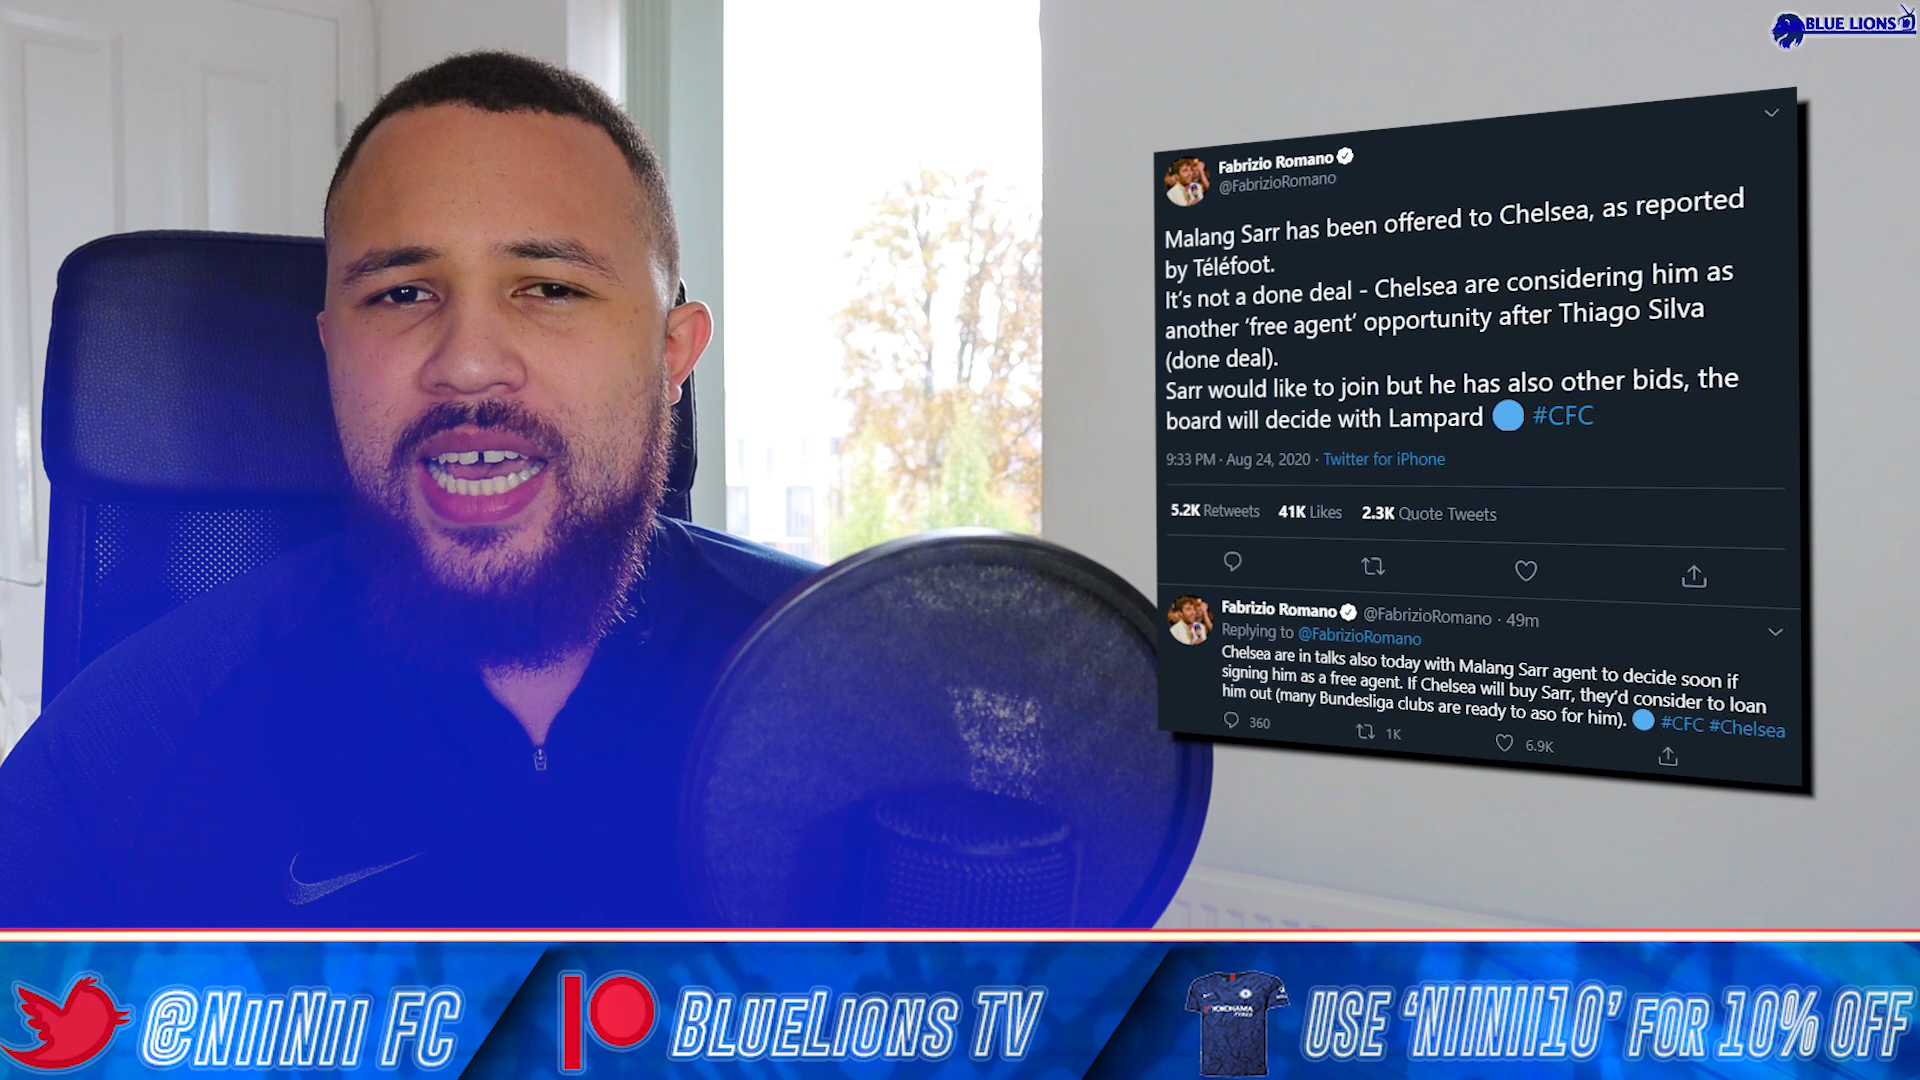 BLUE LIONS
Fabrizio Romano
@FabrizioRomano
Malang Sarr has been offered to Chelsea, as reported
by Téléfoot.
It's not a done deal - Chelsea are considering him as
another 'free agent' opportunity after Thiago Silva
(done deal).
Sarr would like to join but he has also other bids, the
board will decide with Lampard 🔵 #CFC
9:33 PM · Aug 24, 2020 · Twitter for iPhone
5.2K Retweets 41K Likes 2.3K Quote Tweets
Fabrizio Romano @FabrizioRomano · 49m
Replying to @FabrizioRomano
Chelsea are in talks also today with Malang Sarr agent to decide soon if
signing him as a free agent. If Chelsea will buy Sarr, they'd consider to loan
him out (many Bundesliga clubs are ready to aso for him). 🔵 #CFC #Chelsea
360 1K 6.9K
@NiiNii FC
BLUELIONS TV
YOKOHAMA
USE 'NIINII10' FOR 10% OFF